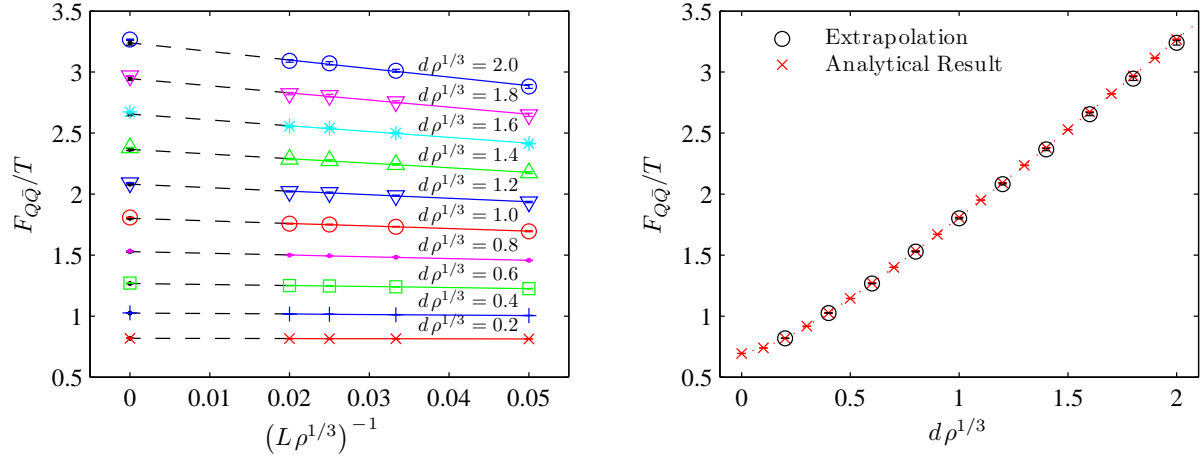 3.5
3
2.5
2
1.5
1
0.5
F_{Q\bar{Q}}/T
d ρ^{1/3} = 2.0
d ρ^{1/3} = 1.8
d ρ^{1/3} = 1.6
d ρ^{1/3} = 1.4
d ρ^{1/3} = 1.2
d ρ^{1/3} = 1.0
d ρ^{1/3} = 0.8
d ρ^{1/3} = 0.6
d ρ^{1/3} = 0.4
d ρ^{1/3} = 0.2
0 0.01 0.02 0.03 0.04 0.05
(L ρ^{1/3})^{-1}
3.5
3
2.5
2
1.5
1
0.5
F_{Q\bar{Q}}/T
Extrapolation
Analytical Result
0 0.5 1 1.5 2
d ρ^{1/3}